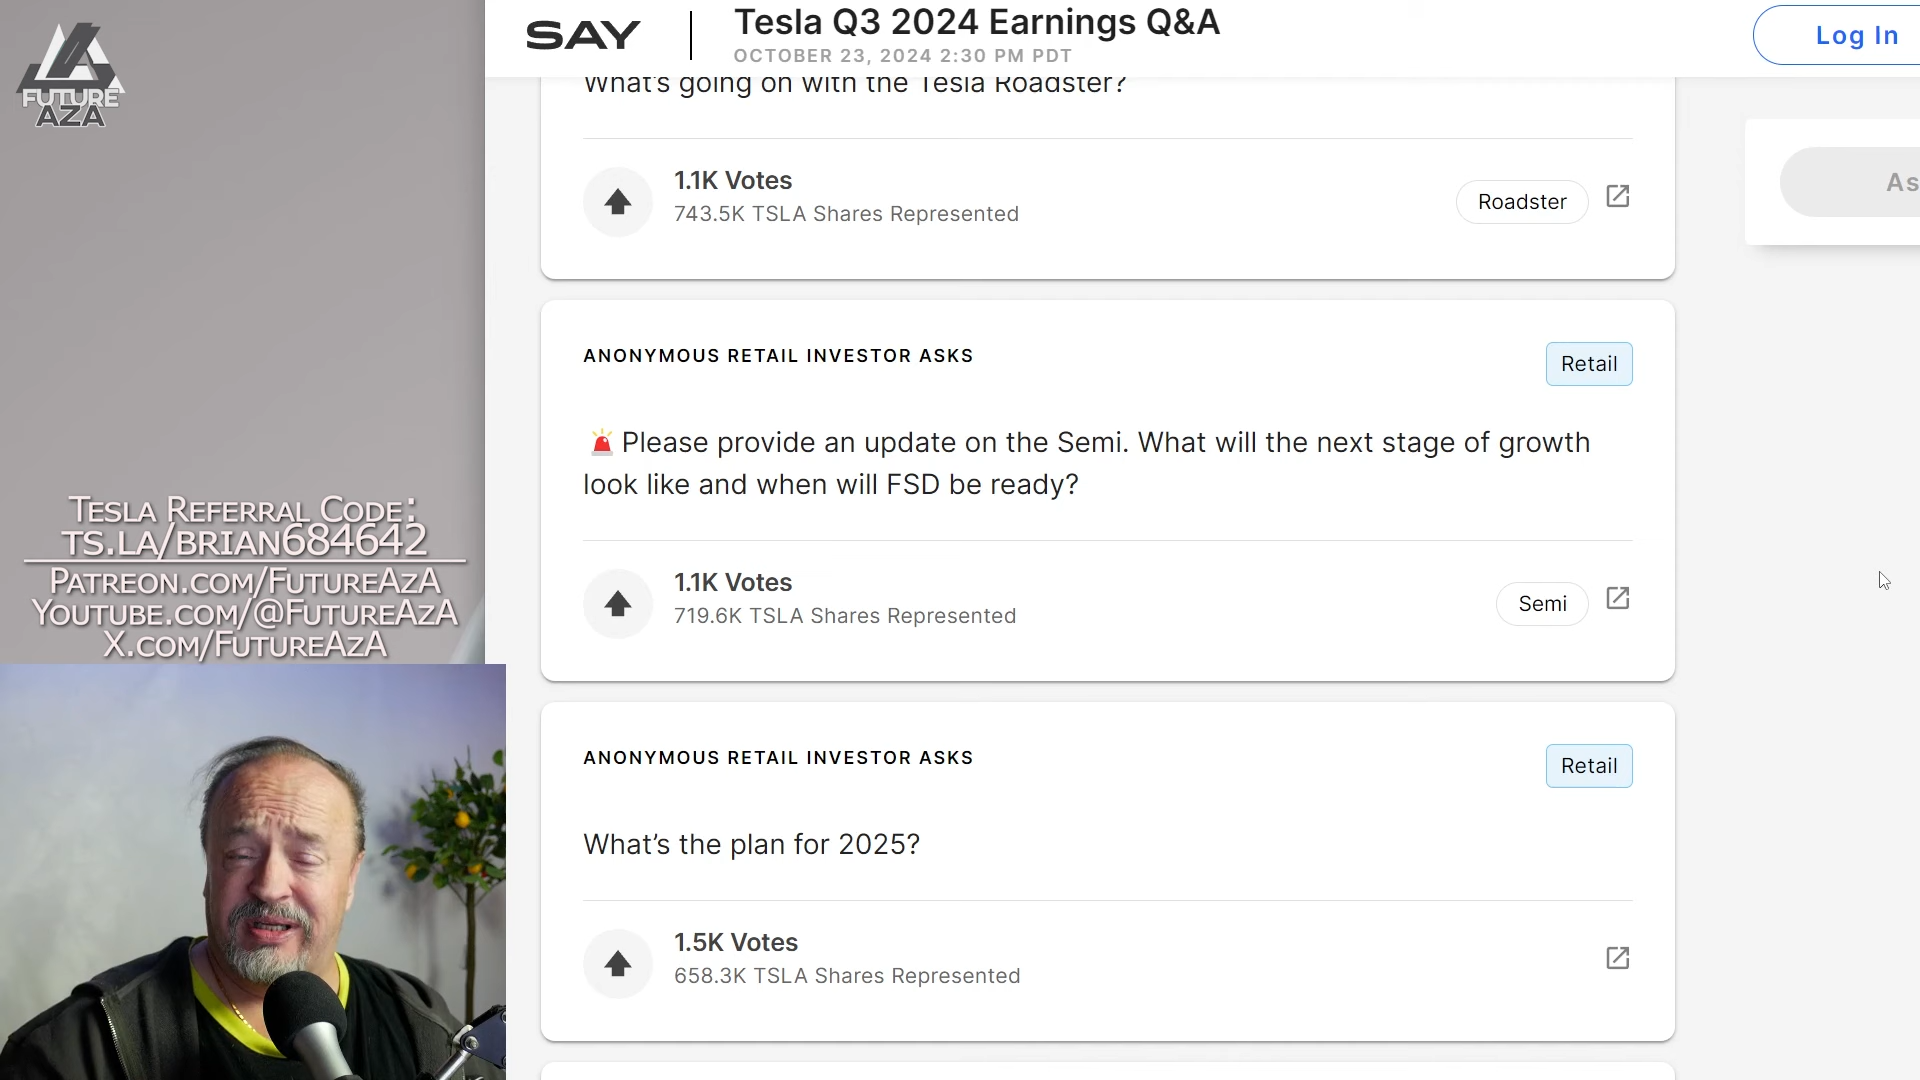 FUTURE
AZA
SAY
Tesla Q3 2024 Earnings Q&A
OCTOBER 23, 2024 2:30 PM PDT
Log In
What's going on with the Tesla Roadster?
As
1.1K Votes
743.5K TSLA Shares Represented
Roadster
ANONYMOUS RETAIL INVESTOR ASKS
Retail
🚨 Please provide an update on the Semi. What will the next stage of growth
look like and when will FSD be ready?
1.1K Votes
719.6K TSLA Shares Represented
Semi
ANONYMOUS RETAIL INVESTOR ASKS
Retail
What’s the plan for 2025?
1.5K Votes
658.3K TSLA Shares Represented
TESLA REFERRAL CODE:
TS.LA/BRIAN684642
PATREON.COM/FUTUREAZA
YOUTUBE.COM/@FUTUREAZA
X.COM/FUTUREAZA